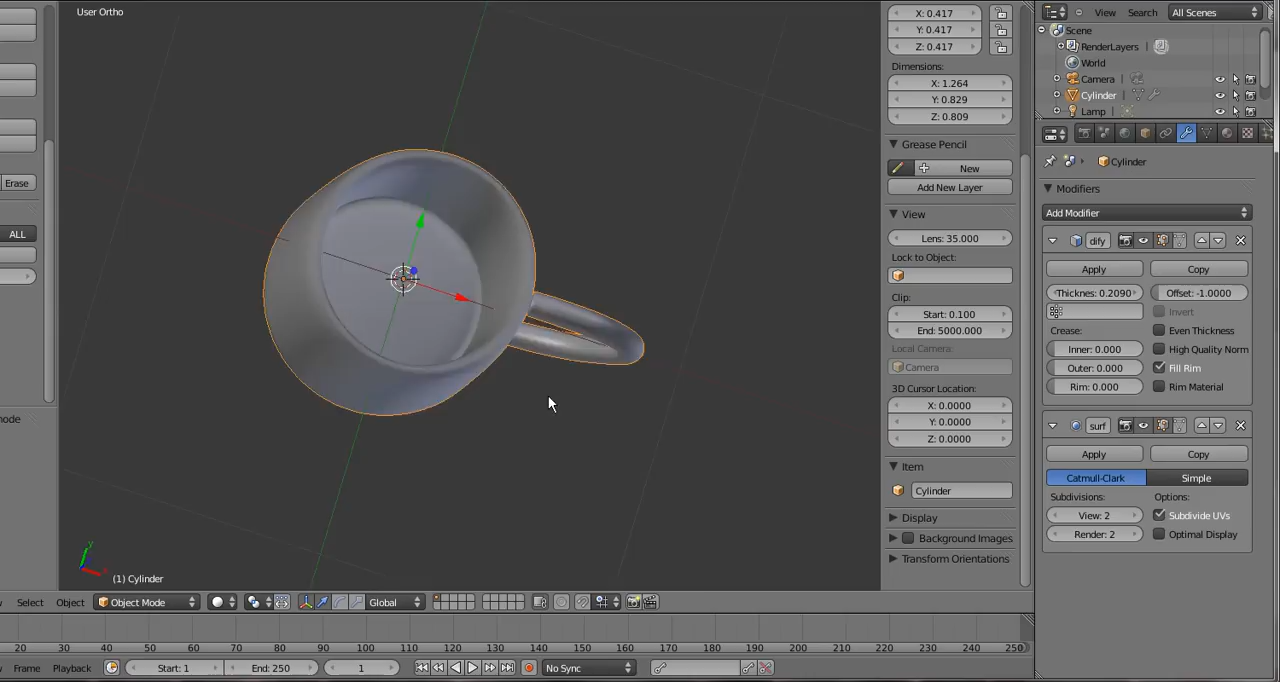 User Ortho
Erase
ALL
node
(1) Cylinder
y
x
Select Object Object Mode Global
20 30 40 50 60 70 80 90 100 110 120 130 140 150 160 170 180 190 200 210 220 230 240 250
Frame Playback Start: 1 End: 250 1 No Sync
X: 0.417
Y: 0.417
Z: 0.417
Dimensions:
X: 1.264
Y: 0.829
Z: 0.809
Grease Pencil
New
Add New Layer
View
Lens: 35.000
Lock to Object:
Clip:
Start: 0.100
End: 5000.000
Local Camera:
Camera
3D Cursor Location:
X: 0.0000
Y: 0.0000
Z: 0.0000
Item
Cylinder
Display
Background Images
Transform Orientations
View Search All Scenes
Scene
RenderLayers
World
Camera
Cylinder
Lamp
Cylinder
Modifiers
Add Modifier
dify
Apply Copy
Thicknes: 0.2090 Offset: -1.0000
Invert
Crease: Even Thickness
Inner: 0.000 High Quality Norm
Outer: 0.000 Fill Rim
Rim: 0.000 Rim Material
surf
Apply Copy
Catmull-Clark Simple
Subdivisions: Options:
View: 2 Subdivide UVs
Render: 2 Optimal Display